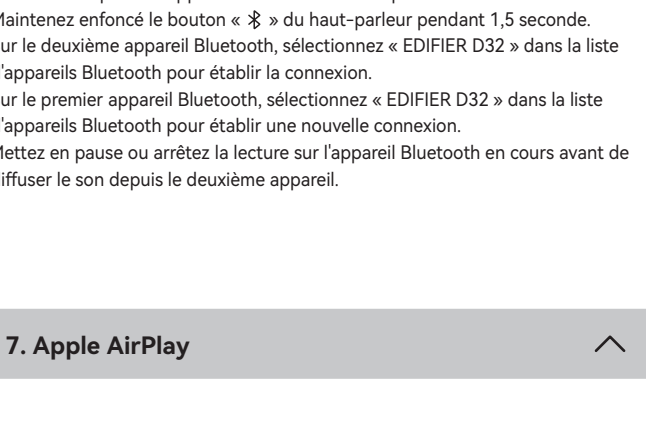 Maintenez enfoncé le bouton « » du haut-parleur pendant 1,5 seconde.
ur le deuxième appareil Bluetooth, sélectionnez « EDIFIER D32 » dans la liste
'appareils Bluetooth pour établir la connexion.
ur le premier appareil Bluetooth, sélectionnez « EDIFIER D32 » dans la liste
'appareils Bluetooth pour établir une nouvelle connexion.
Mettez en pause ou arrêtez la lecture sur l'appareil Bluetooth en cours avant de
iffuser le son depuis le deuxième appareil.
7. Apple AirPlay